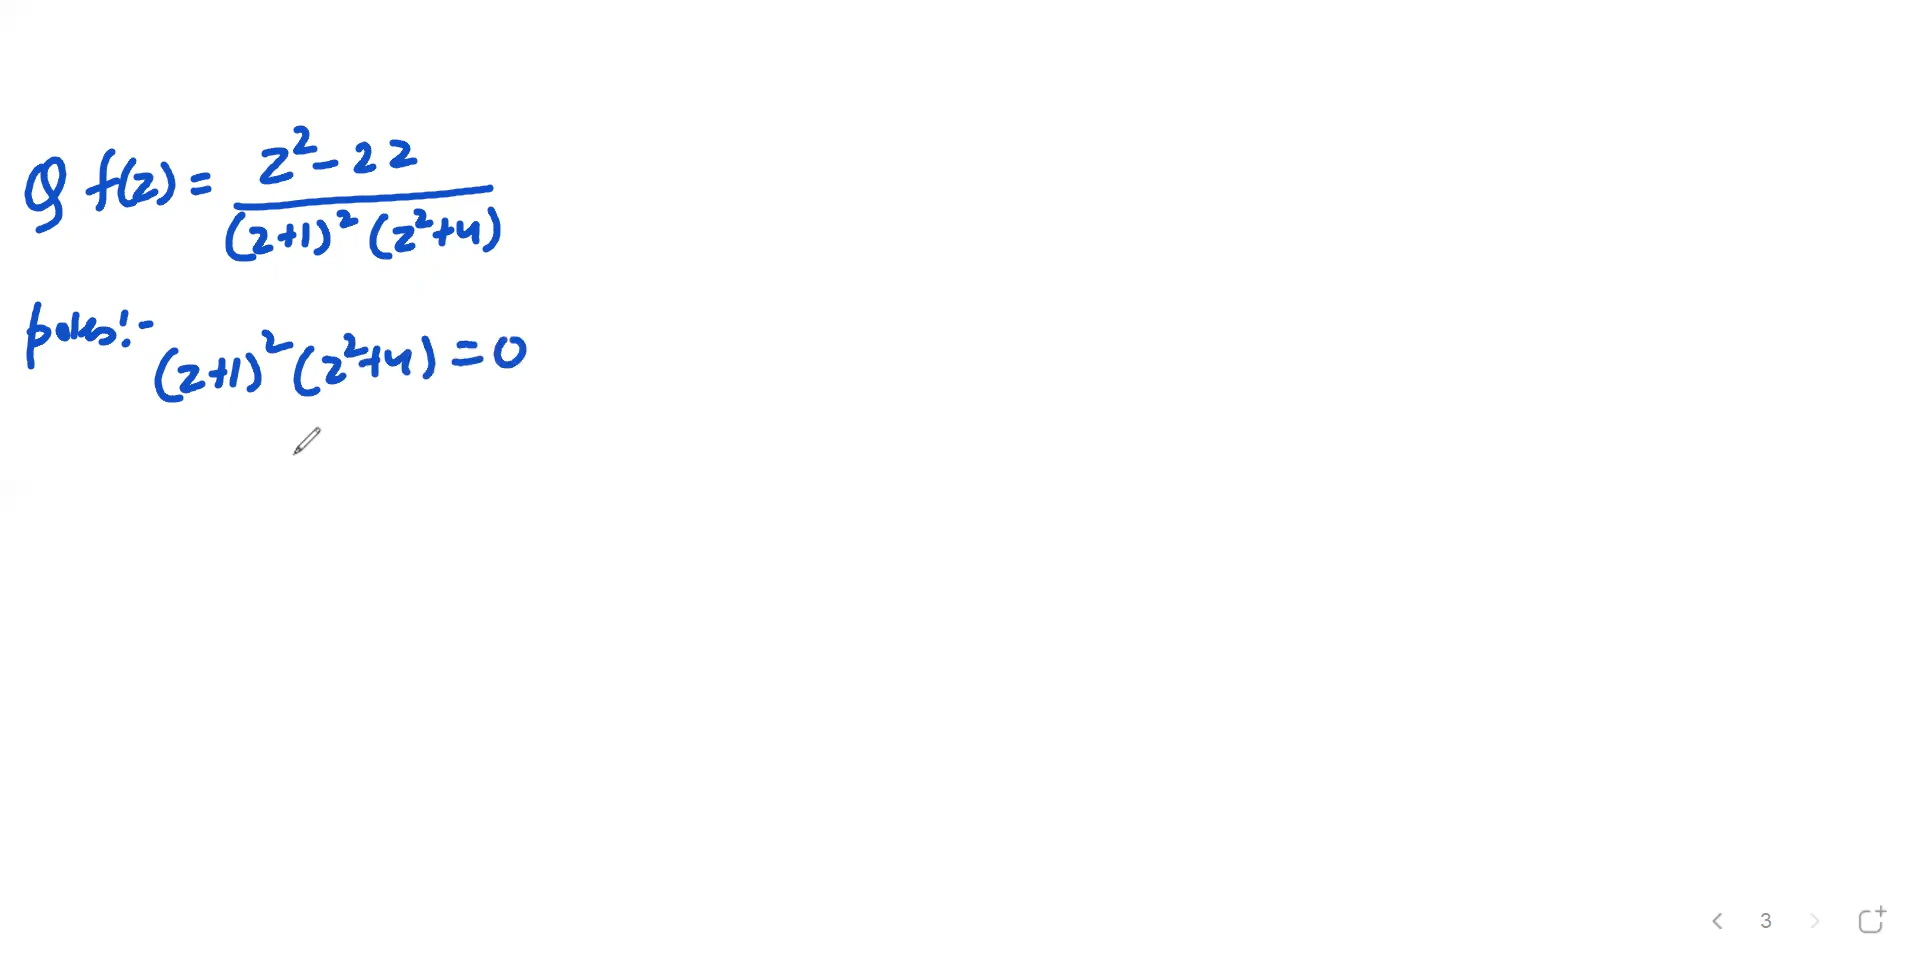 Q f(z) = z² - 2z / (z+1)² (z²+4)
poles:-
(z+1)² (z²+4) = 0
3